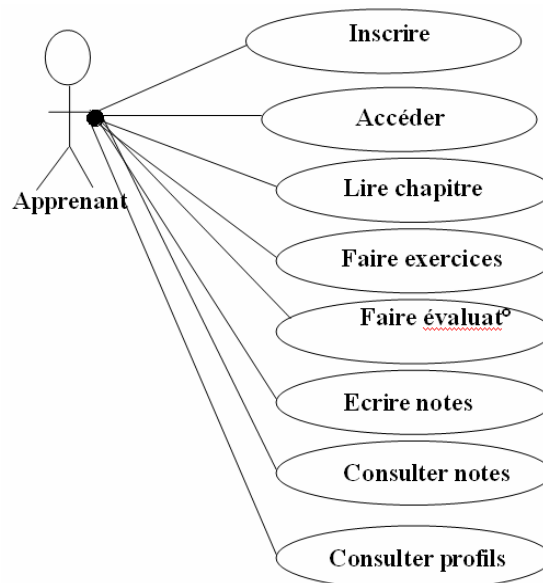 Inscrire
Accéder
Lire chapitre
Apprenant
Faire exercices
Faire évaluat°
Ecrire notes
Consulter notes
Consulter profils